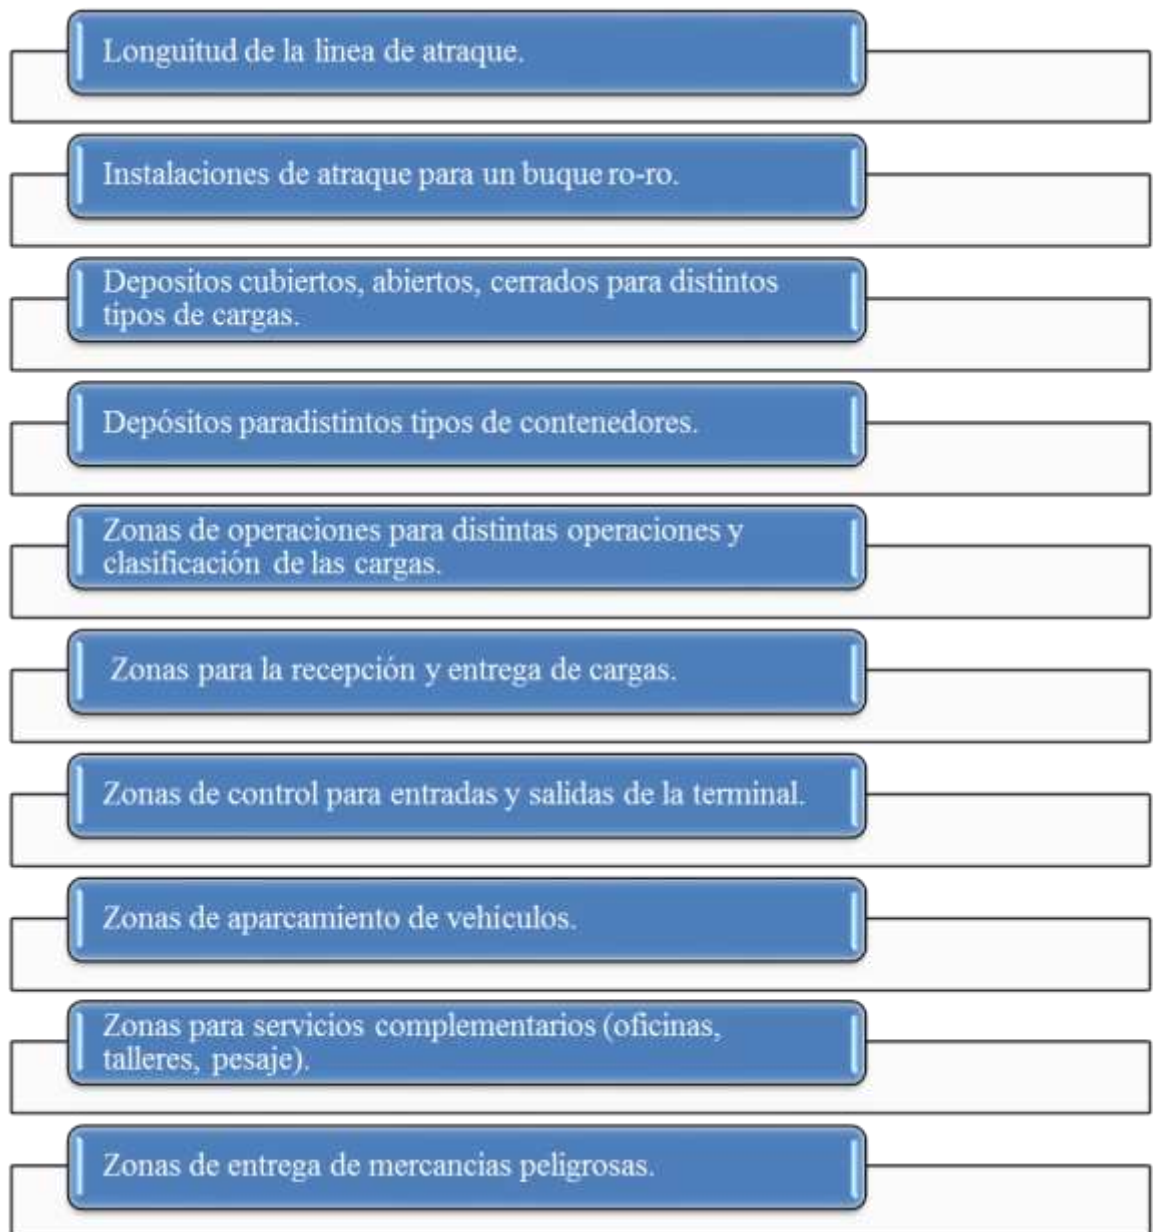 Longuitud de la linea de atraque.
Instalaciones de atraque para un buque ro-ro.
Depositos cubiertos, abiertos, cerrados para distintos
tipos de cargas.
Depósitos paradistintos tipos de contenedores.
Zonas de operaciones para distintas operaciones y
clasificación de las cargas.
Zonas para la recepción y entrega de cargas.
Zonas de control para entradas y salidas de la terminal.
Zonas de aparcamiento de vehículos.
Zonas para servicios complementarios (oficinas,
talleres, pesaje).
Zonas de entrega de mercancias peligrosas.